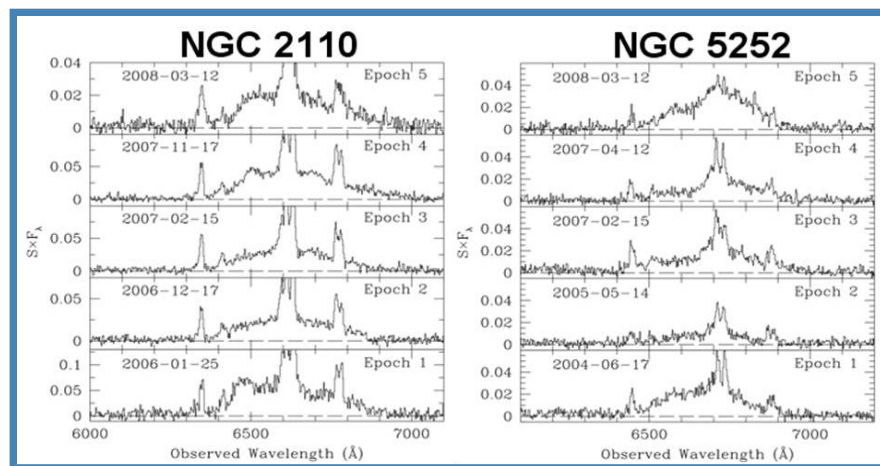 NGC 2110
0.04
0.02
0
2008-03-12
Epoch 5
0.05
0
2007-11-17
Epoch 4
0.05
0
2007-02-15
Epoch 3
0.05
0
2006-12-17
Epoch 2
0.1
0.05
0
2006-01-25
Epoch 1
S×Fλ
6000
6500
7000
Observed Wavelength (Å)
NGC 5252
0.04
0.02
0
2008-03-12
Epoch 5
0.04
0.02
0
2007-04-12
Epoch 4
0.04
0.02
0
2007-02-15
Epoch 3
0.04
0.02
0
2005-05-14
Epoch 2
0.04
0.02
0
2004-06-17
Epoch 1
S×Fλ
6500
7000
Observed Wavelength (Å)